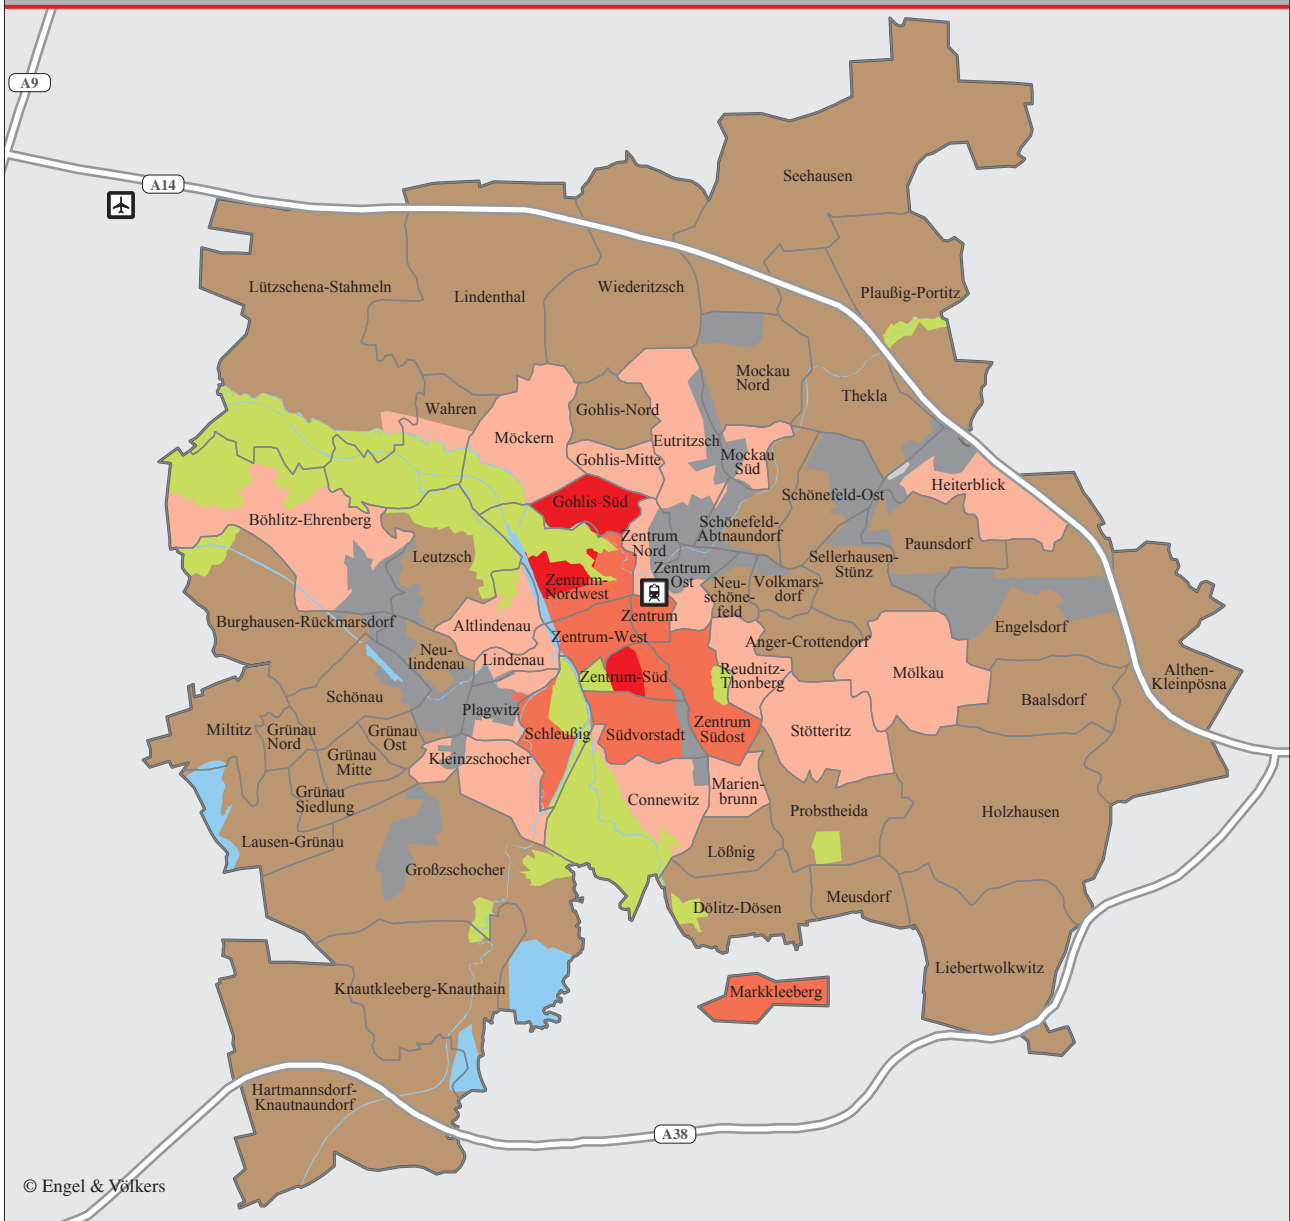 A9
A14
Seehausen
Lützschena-Stahmeln
Lindenthal
Wiederitzsch
Plaußig-Portitz
Mockau
Nord
Thekla
Wahren
Gohlis-Nord
Möckern
Eutritzsch
Gohlis-Mitte
Mockau
Süd
Heiterblick
Schönefeld-Ost
Gohlis-Süd
Böhlitz-Ehrenberg
Schönefeld-
Abtnaundorf
Zentrum
Nord
Paunsdorf
Leutzsch
Sellerhausen-
Stünz
Zentrum
Ost
Zentrum-
Nordwest
Neu-
schöne-
feld
Volkmars-
dorf
Zentrum
Burghausen-Rückmarsdorf
Altlindenau
Zentrum-West
Anger-Crottendorf
Engelsdorf
Neu-
lindenau
Lindenau
Zentrum-Süd
Reudnitz-
Thonberg
Mölkau
Althen-
Kleinpösna
Schönau
Plagwitz
Baalsdorf
Miltitz
Grünau
Nord
Grünau
Ost
Schleußig
Südvorstadt
Zentrum
Südost
Stötteritz
Grünau
Mitte
Kleinzschocher
Grünau
Siedlung
Connewitz
Marien-
brunn
Probstheida
Holzhausen
Lausen-Grünau
Lößnig
Großzschocher
Meusdorf
Dölitz-Dösen
Liebertwolkwitz
Knautkleeberg-Knauthain
Markkleeberg
Hartmannsdorf-
Knautnaundorf
A38
© Engel & Völkers